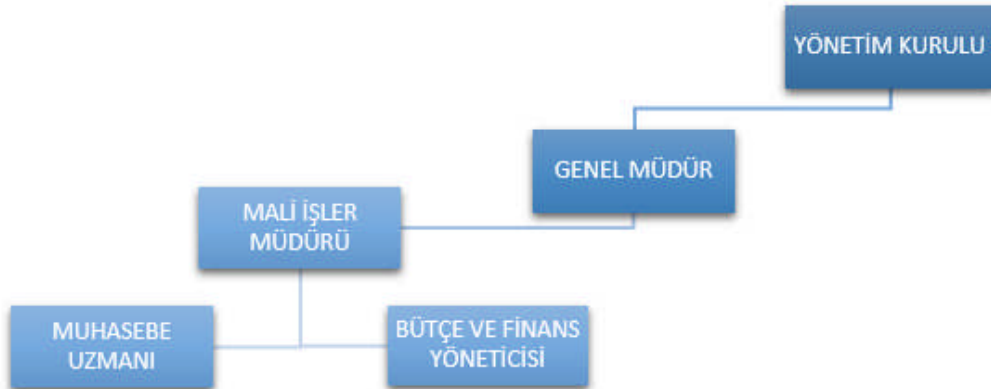 YÖNETİM KURULU
GENEL MÜDÜR
MALİ İŞLER
MÜDÜRÜ
MUHASEBE
UZMANI
BÜTÇE VE FİNANS
YÖNETİCİSİ